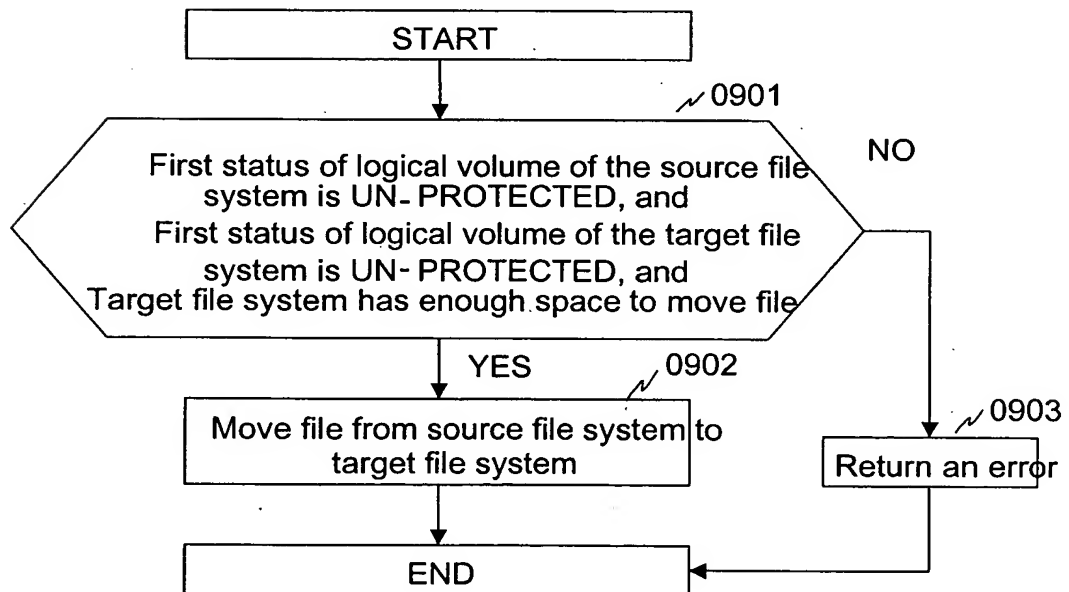 START
0901
First status of logical volume of the source file
system is UN-PROTECTED, and
First status of logical volume of the target file
system is UN-PROTECTED, and
Target file system has enough space to move file
NO
YES
0902
Move file from source file system to
target file system
0903
Return an error
END